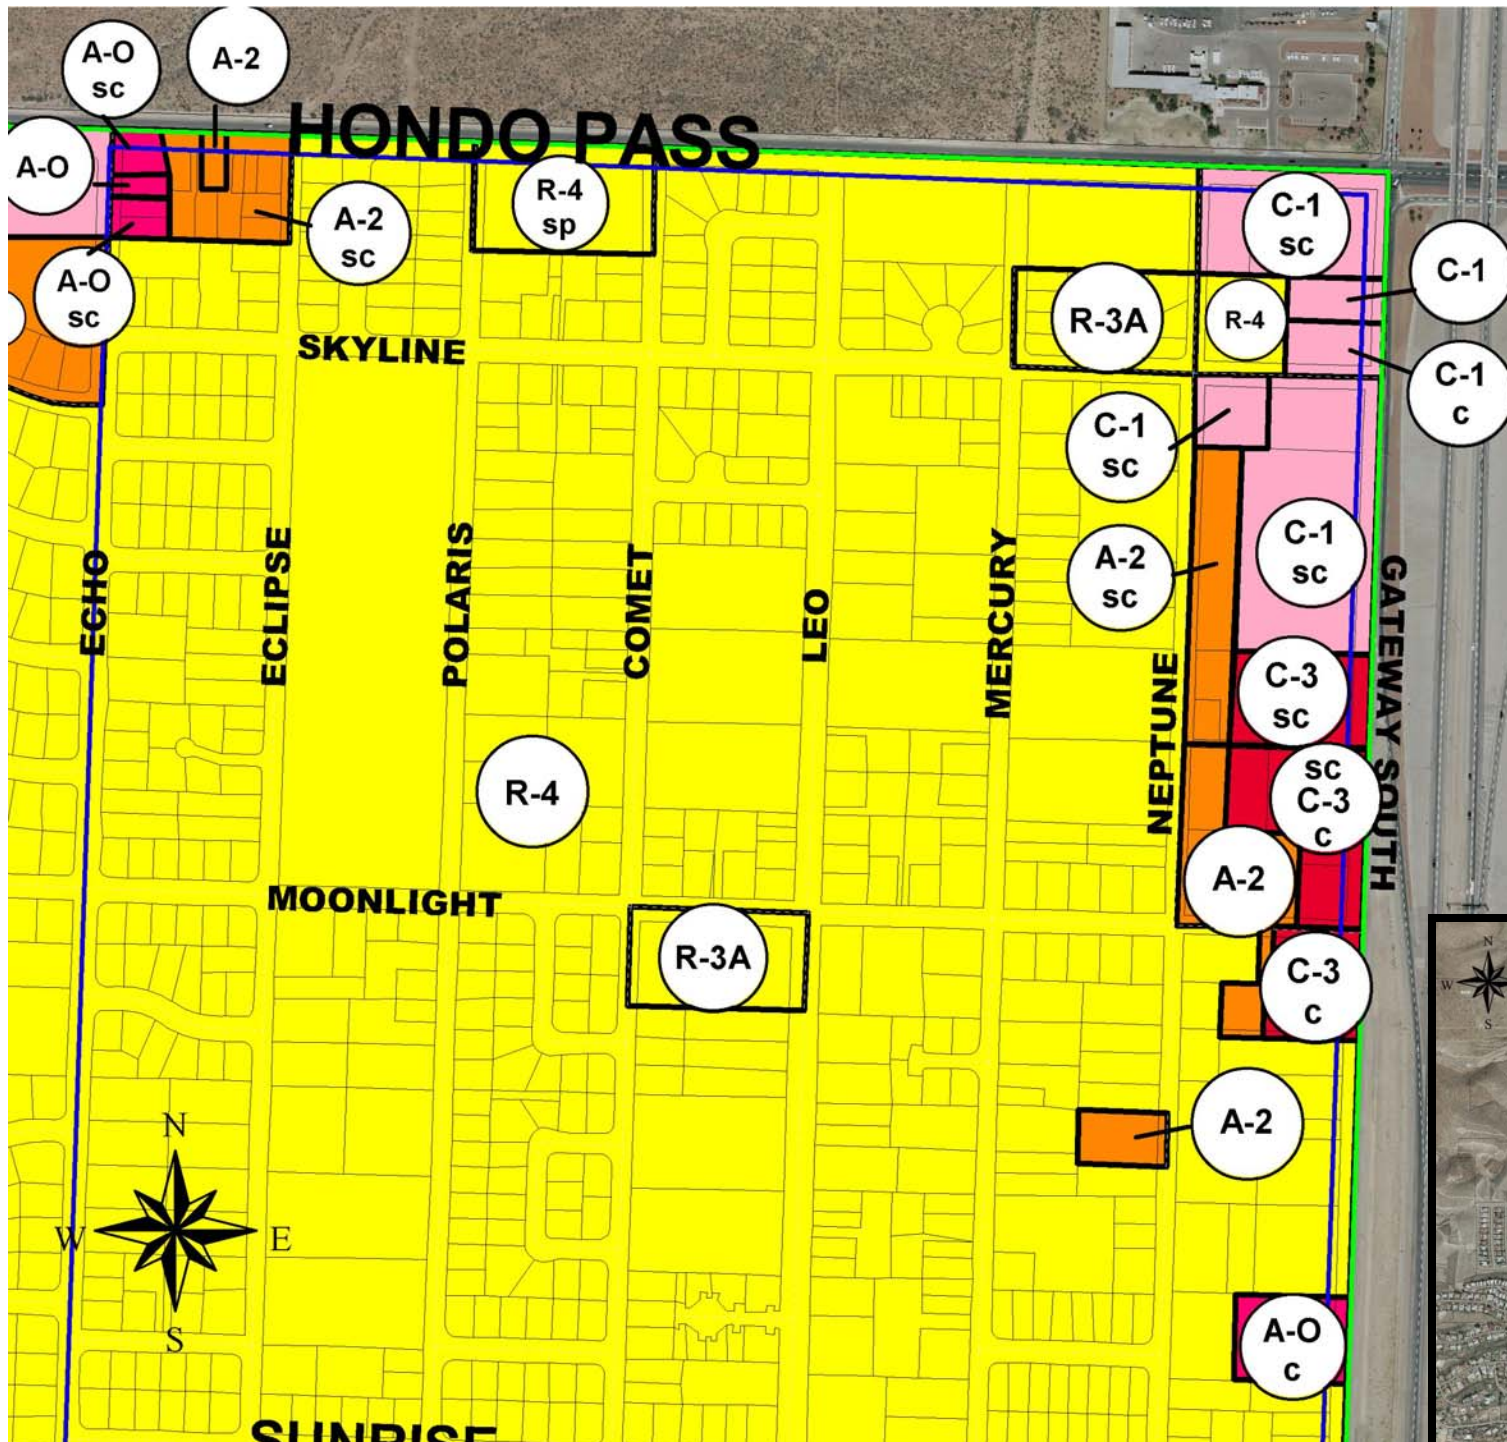 A-O
sc
A-2
HONDO PASS
A-O
R-4
sp
A-2
sc
C-1
sc
C-1
A-O
sc
R-3A
R-4
SKYLINE
C-1
c
C-1
sc
ECHO
ECLIPSE
POLARIS
COMET
LEO
MERCURY
A-2
sc
C-1
sc
GATEWAY SOUTH
NEPTUNE
C-3
sc
R-4
sc
C-3
c
A-2
MOONLIGHT
R-3A
C-3
c
N
W
S
A-2
N
W
E
S
A-O
c
SUNRISE